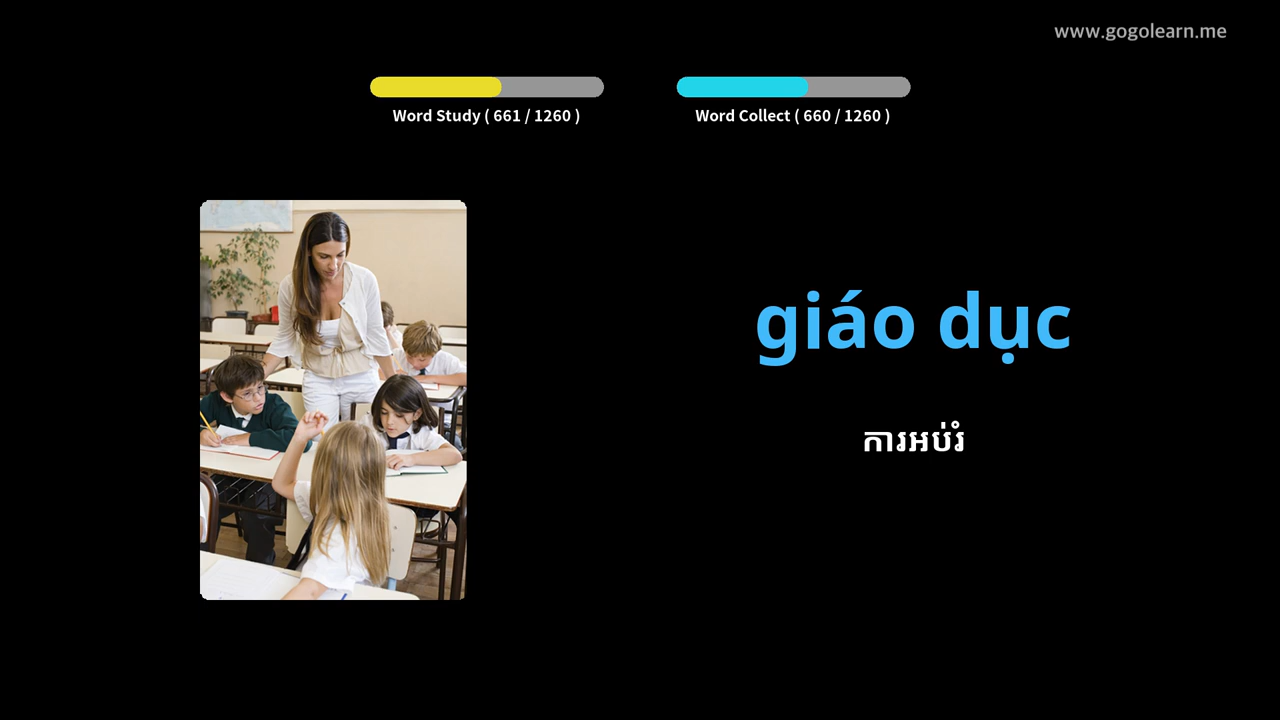 www.gogolearn.me
Word Study ( 661 / 1260 )
Word Collect ( 660 / 1260 )
giáo dục
ការអប់រំ